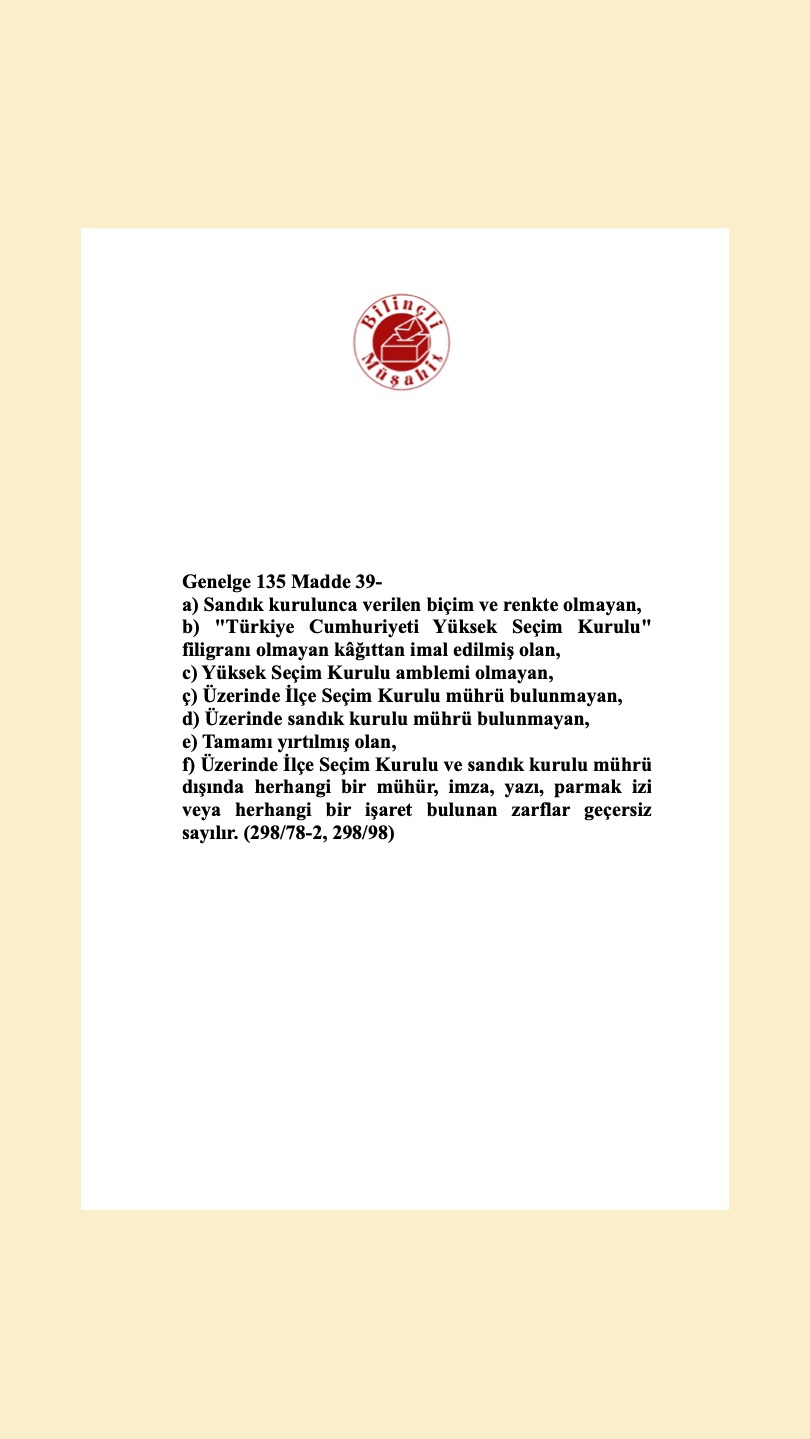 Bilinçli
Müşahit
Genelge 135 Madde 39-
a) Sandık kurulunca verilen biçim ve renkte olmayan,
b) "Türkiye Cumhuriyeti Yüksek Seçim Kurulu"
filigranı olmayan kâğıttan imal edilmiş olan,
c) Yüksek Seçim Kurulu amblemi olmayan,
ç) Üzerinde İlçe Seçim Kurulu mührü bulunmayan,
d) Üzerinde sandık kurulu mührü bulunmayan,
e) Tamamı yırtılmış olan,
f) Üzerinde İlçe Seçim Kurulu ve sandık kurulu mührü
dışında herhangi bir mühür, imza, yazı, parmak izi
veya herhangi bir işaret bulunan zarflar geçersiz
sayılır. (298/78-2, 298/98)